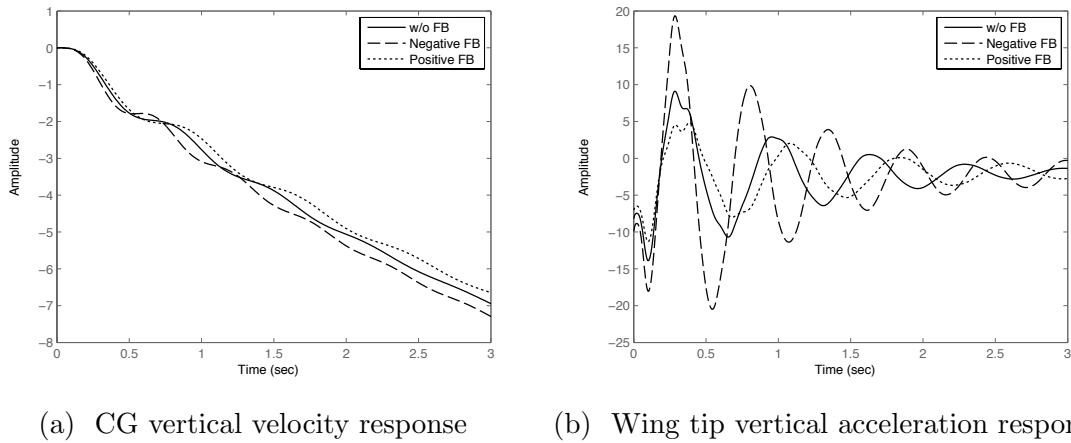 1
0
−1
−2
−3
−4
−5
−6
−7
−8
Amplitude
0
0.5
1
1.5
2
2.5
3
Time (sec)
w/o FB
Negative FB
Positive FB
20
15
10
5
0
−5
−10
−15
−20
−25
Amplitude
0
0.5
1
1.5
2
2.5
3
Time (sec)
w/o FB
Negative FB
Positive FB
(a) CG vertical velocity response
(b) Wing tip vertical acceleration respon